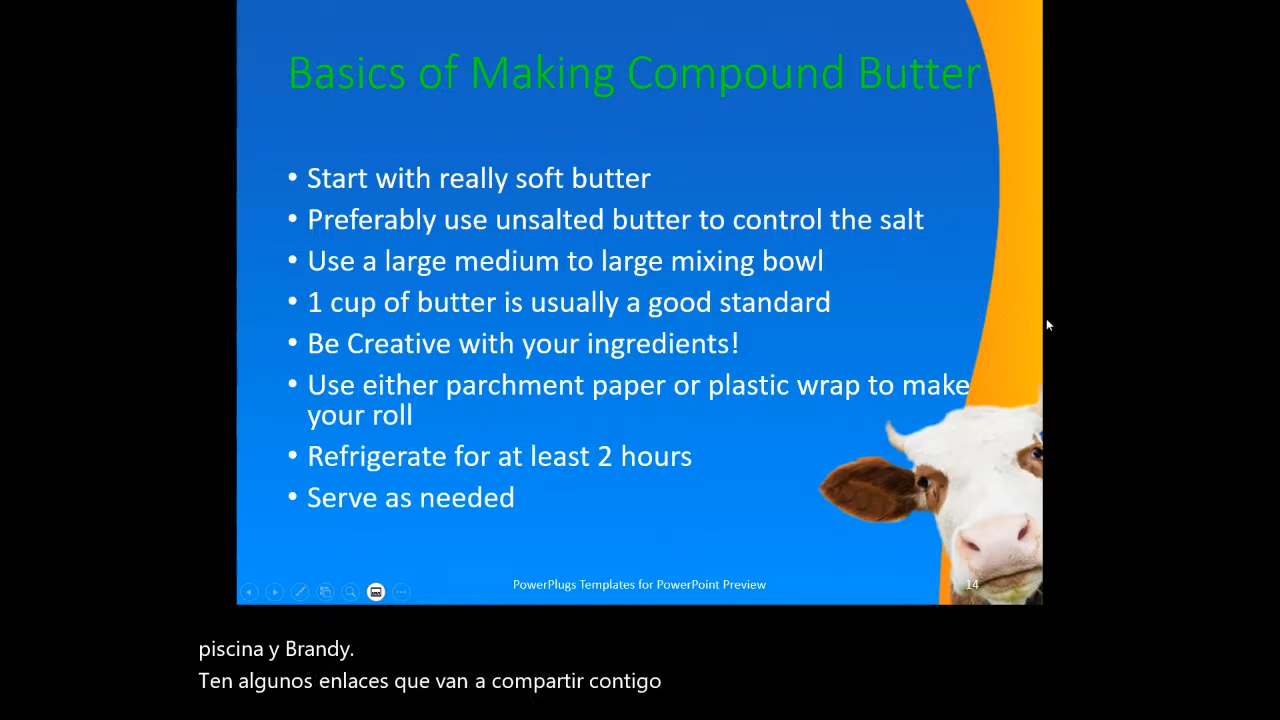 Basics of Making Compound Butter
• Start with really soft butter
• Preferably use unsalted butter to control the salt
• Use a large medium to large mixing bowl
• 1 cup of butter is usually a good standard
• Be Creative with your ingredients!
• Use either parchment paper or plastic wrap to make
your roll
• Refrigerate for at least 2 hours
• Serve as needed
PowerPlugs Templates for PowerPoint Preview
14
piscina y Brandy.
Ten algunos enlaces que van a compartir contigo